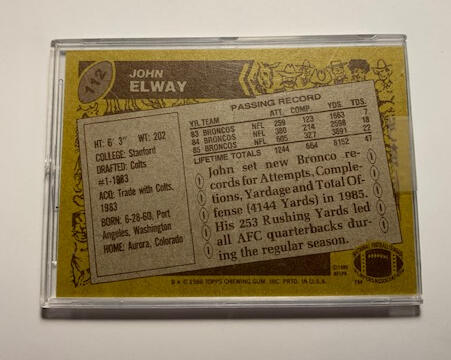 112
JOHN
ELWAY
HT: 6' 3" WT: 202
COLLEGE: Stanford
DRAFTED: Colts
#1-1983
ACQ: Trade with Colts,
1983
BORN: 6-28-60, Port
Angeles, Washington
HOME: Aurora, Colorado
PASSING RECORD
YR. TEAM ATT. COMP. YDS. TDS.
83 BRONCOS NFL 259 123 1663 7
84 BRONCOS NFL 380 214 2598 18
85 BRONCOS NFL 605 327 3891 22
LIFETIME TOTALS 1244 664 8152 47
John set new Bronco re-
cords for Attempts, Comple-
tions, Yardage and Total Of-
fense (4144 Yards) in 1985.
His 253 Rushing Yards led
all AFC quarterbacks dur-
ing the regular season.
© 1986 TOPPS CHEWING GUM, INC. PRTD. IN U.S.A.
©1986
NFLPA
TM